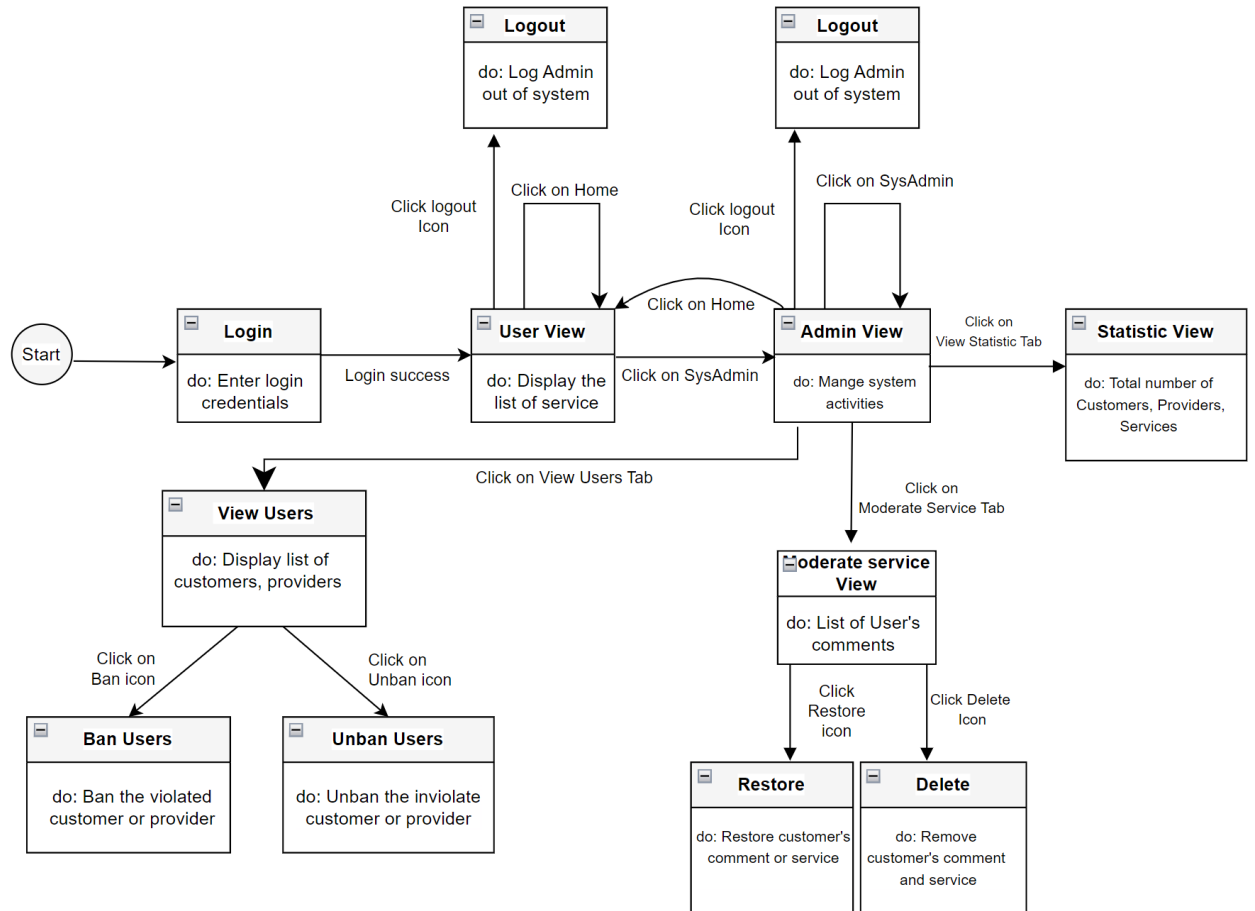 Logout
do: Log Admin
out of system
Logout
do: Log Admin
out of system
Click logout
Icon
Click on Home
Click logout
Icon
Click on SysAdmin
Click on Home
Start
Login
do: Enter login
credentials
Login success
User View
do: Display the
list of service
Click on SysAdmin
Admin View
do: Mange system
activities
Click on
View Statistic Tab
Statistic View
do: Total number of
Customers, Providers,
Services
Click on View Users Tab
Click on
Moderate Service Tab
View Users
do: Display list of
customers, providers
Moderate service
View
do: List of User's
comments
Click on
Ban icon
Click on
Unban icon
Click
Restore
icon
Click Delete
Icon
Ban Users
do: Ban the violated
customer or provider
Unban Users
do: Unban the inviolate
customer or provider
Restore
do: Restore customer's
comment or service
Delete
do: Remove
customer's comment
and service